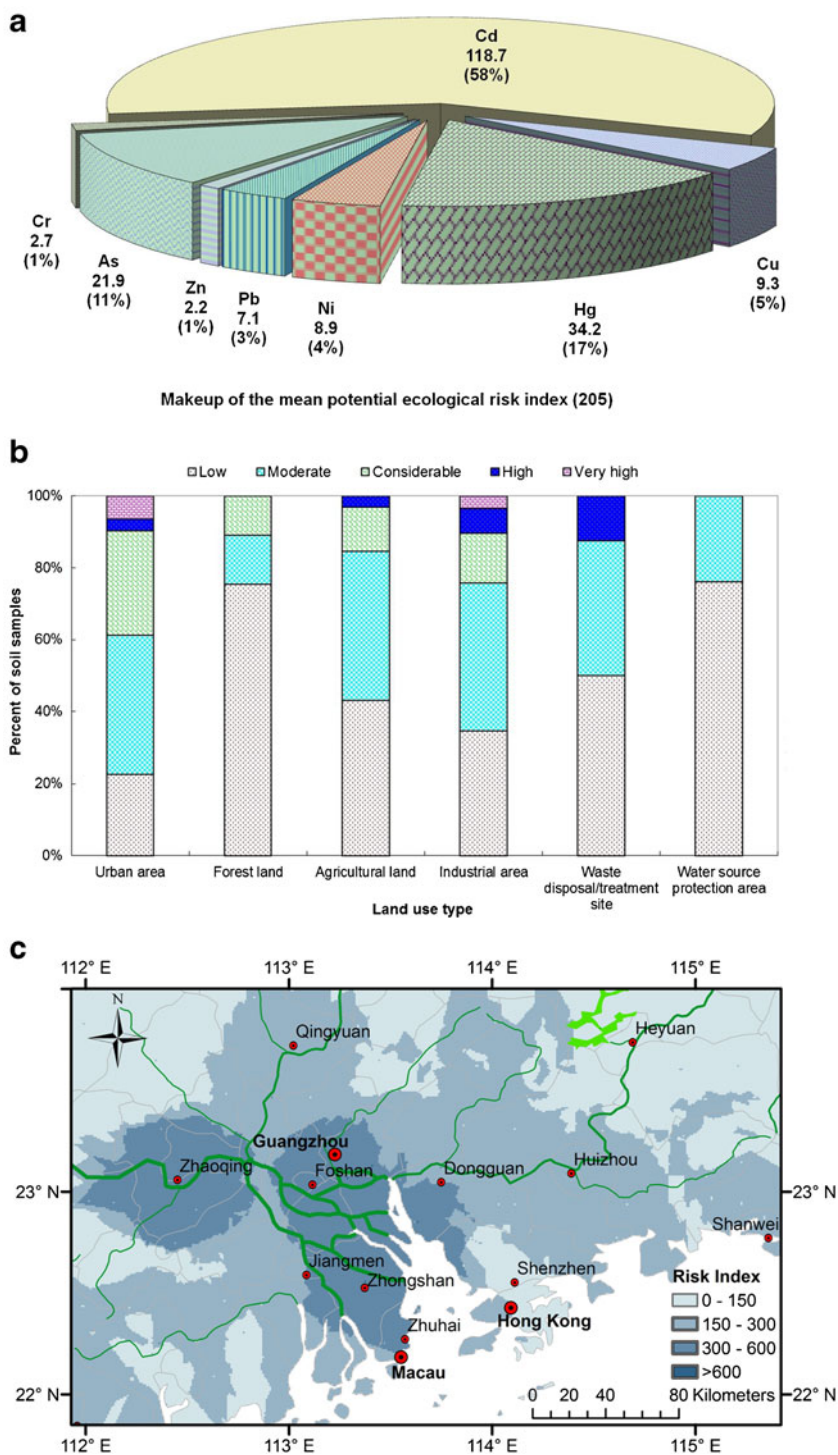 a
Cd
118.7
(58%)
Cr
2.7
(1%)
As
21.9
(11%)
Zn
2.2
(1%)
Pb
7.1
(3%)
Ni
8.9
(4%)
Hg
34.2
(17%)
Cu
9.3
(5%)
Makeup of the mean potential ecological risk index (205)
b
Low Moderate Considerable High Very high
100%
80%
60%
40%
20%
0%
Percent of soil samples
Urban area Forest land Agricultural land Industrial area Waste disposal/treatment site Water source protection area
Land use type
c
112° E 113° E 114° E 115° E
N
Qingyuan
Heyuan
Guangzhou
Zhaoqing
Foshan
Dongguan
Huizhou
23° N 23° N
Shanwei
Jiangmen
Zhongshan
Shenzhen
Zhuhai
Hong Kong
Macau
Risk Index
0 - 150
150 - 300
300 - 600
>600
22° N 22° N
0 20 40 80 Kilometers
112° E 113° E 114° E 115° E